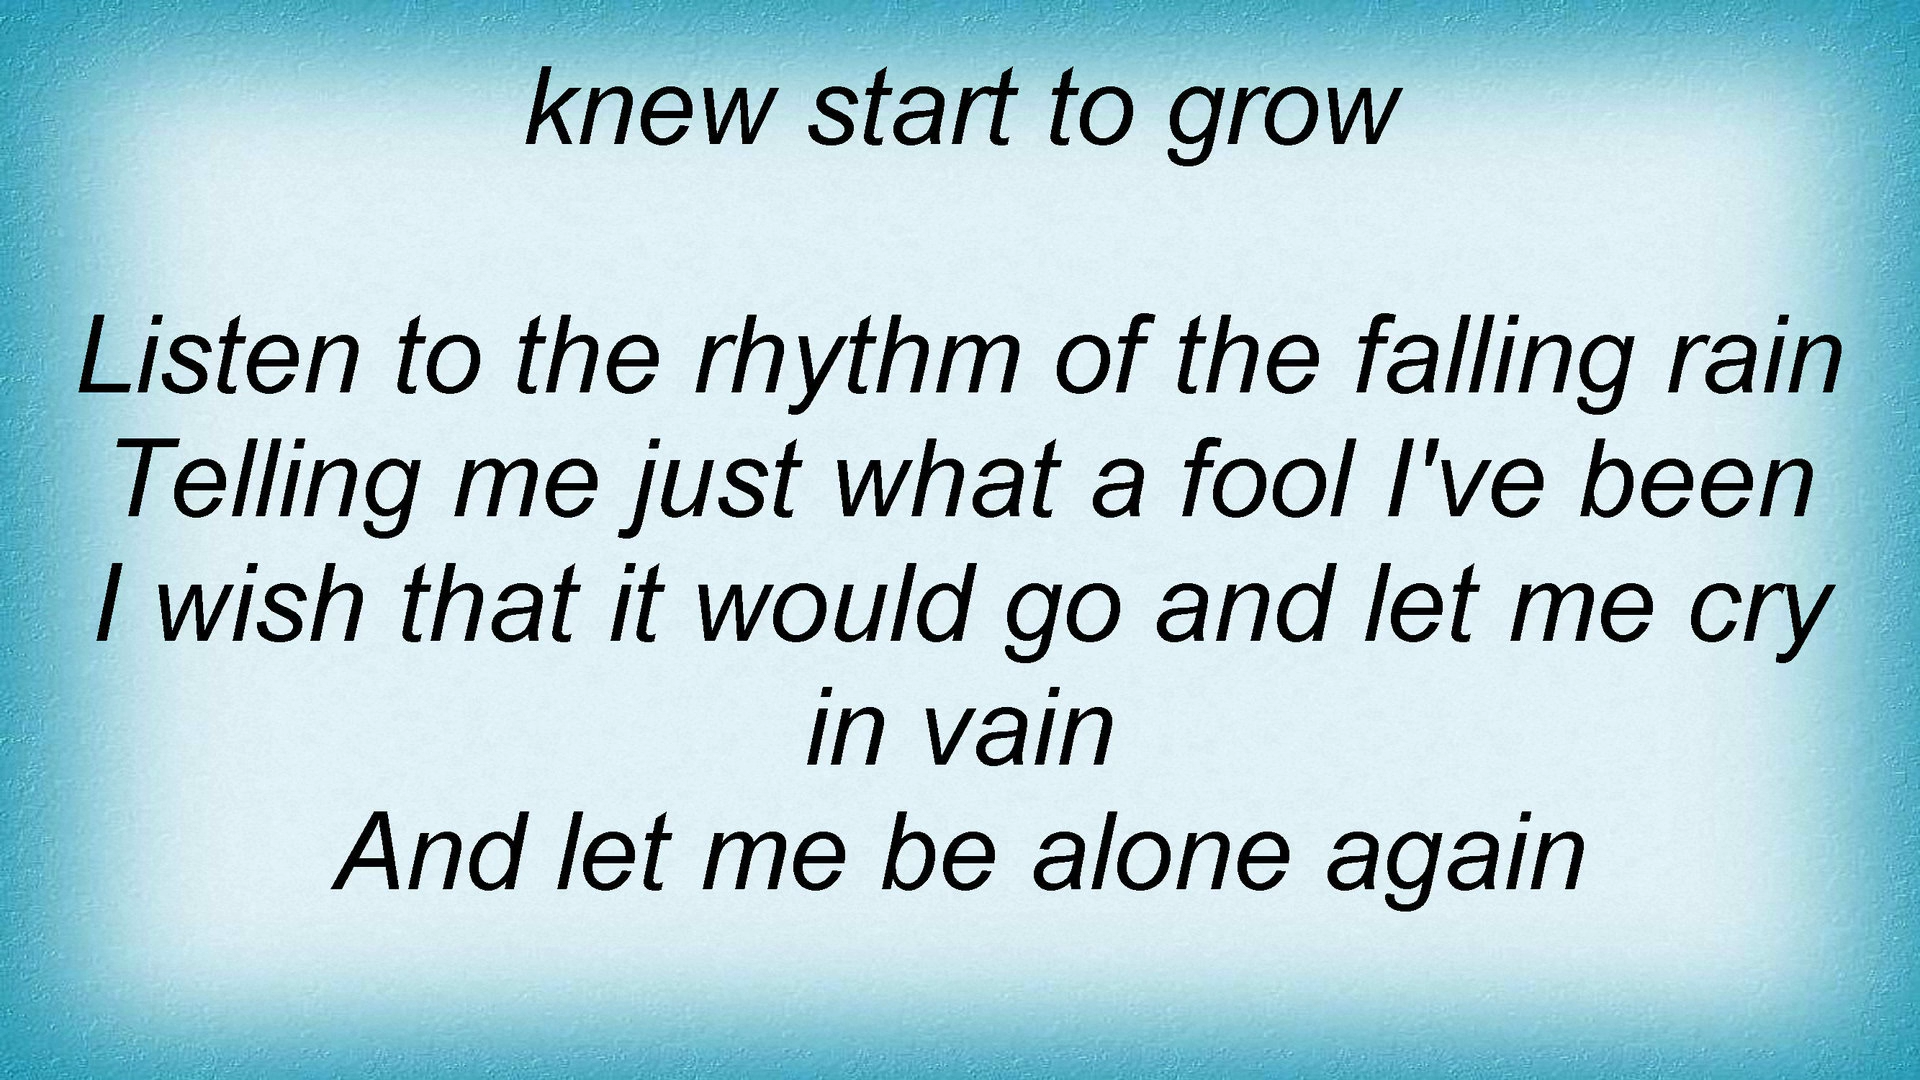 knew start to grow
Listen to the rhythm of the falling rain
Telling me just what a fool I've been
I wish that it would go and let me cry
in vain
And let me be alone again